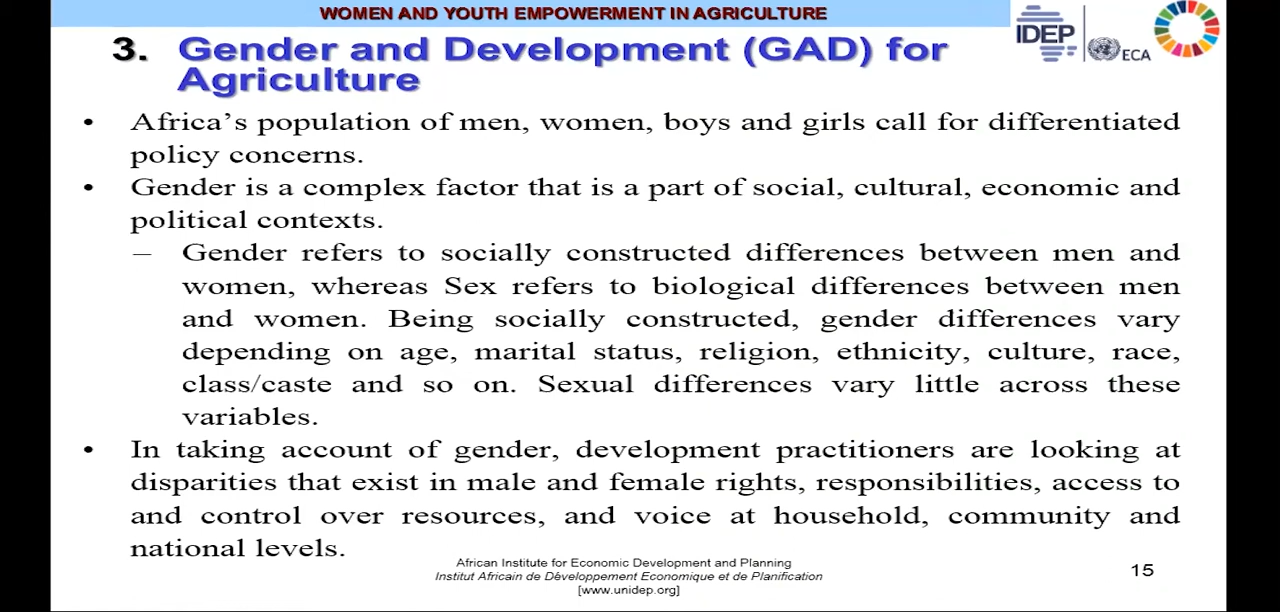 WOMEN AND YOUTH EMPOWERMENT IN AGRICULTURE
IDEP
ECA
3. Gender and Development (GAD) for
Agriculture
• Africa's population of men, women, boys and girls call for differentiated
policy concerns.
• Gender is a complex factor that is a part of social, cultural, economic and
political contexts.
– Gender refers to socially constructed differences between men and
women, whereas Sex refers to biological differences between men
and women. Being socially constructed, gender differences vary
depending on age, marital status, religion, ethnicity, culture, race,
class/caste and so on. Sexual differences vary little across these
variables.
• In taking account of gender, development practitioners are looking at
disparities that exist in male and female rights, responsibilities, access to
and control over resources, and voice at household, community and
national levels.
African Institute for Economic Development and Planning
Institut Africain de Développement Economique et de Planification
[www.unidep.org]
15